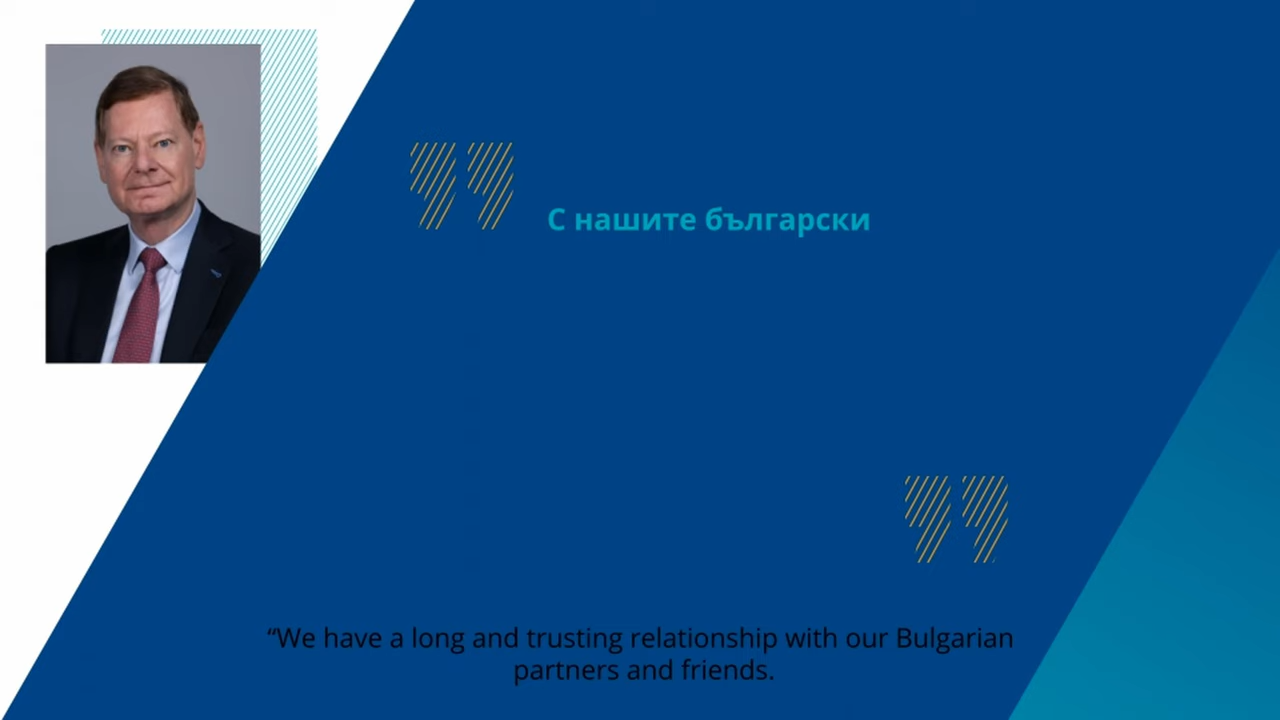 С нашите български
“We have a long and trusting relationship with our Bulgarian
partners and friends.